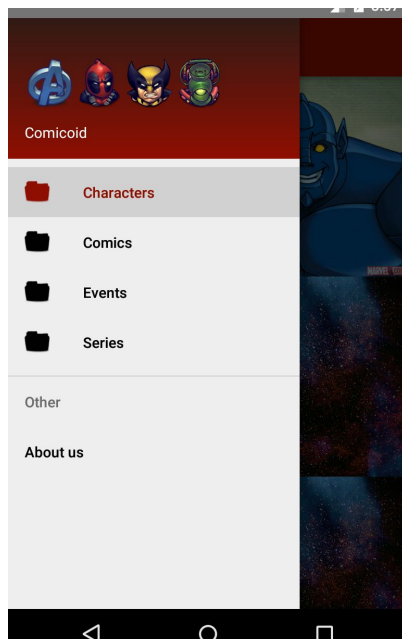 Comicoid
Characters
Comics
Events
Series
Other
About us